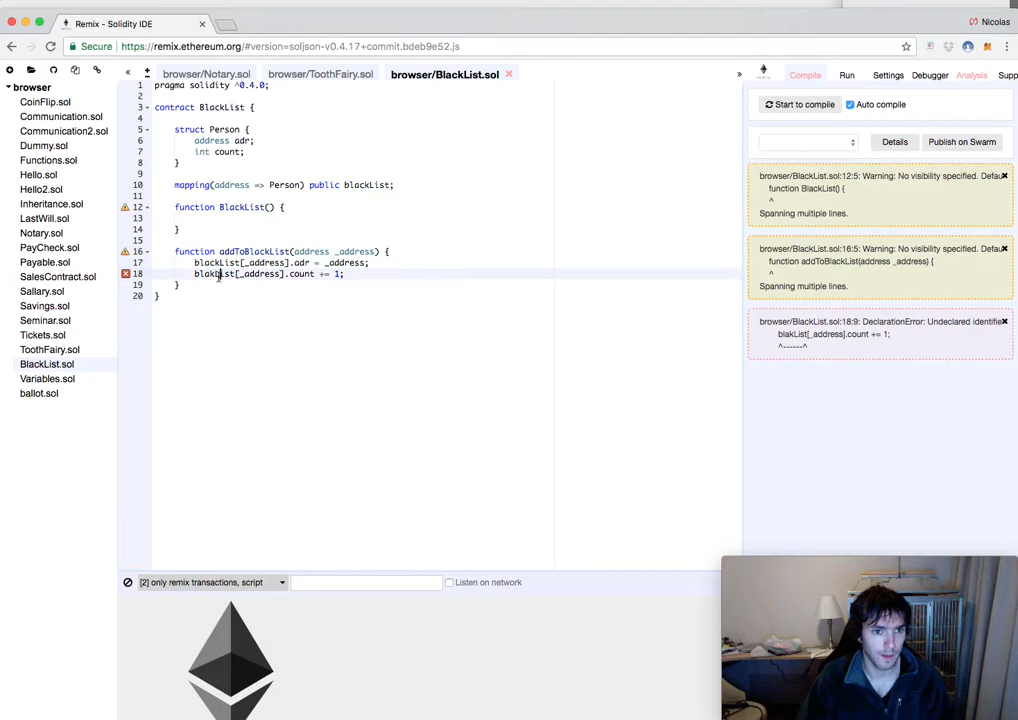 Remix - Solidity IDE
Nicolas
Secure
https://remix.ethereum.org/#version=soljson-v0.4.17+commit.bdeb9e52.js
browser
CoinFlip.sol
Communication.sol
Communication2.sol
Dummy.sol
Functions.sol
Hello.sol
Hello2.sol
Inheritance.sol
LastWill.sol
Notary.sol
PayCheck.sol
Payable.sol
SalesContract.sol
Sallary.sol
Savings.sol
Seminar.sol
Tickets.sol
ToothFairy.sol
BlackList.sol
Variables.sol
ballot.sol
browser/Notary.sol
browser/ToothFairy.sol
browser/BlackList.sol
1 pragma solidity ^0.4.0;
2
3 contract BlackList {
4
5 struct Person {
6 address adr;
7 int count;
8 }
9
10 mapping(address => Person) public blackList;
11
12 function BlackList() {
13
14 }
15
16 function addToBlackList(address _address) {
17 blackList[_address].adr = _address;
18 blakList[_address].count += 1;
19 }
20 }
Compile
Run
Settings
Debugger
Analysis
Supp
Start to compile
Auto compile
Details
Publish on Swarm
browser/BlackList.sol:12:5: Warning: No visibility specified. Defau
function BlackList() {
^
Spanning multiple lines.
browser/BlackList.sol:16:5: Warning: No visibility specified. Defau
function addToBlackList(address _address) {
^
Spanning multiple lines.
browser/BlackList.sol:18:9: DeclarationError: Undeclared identifie
blakList[_address].count += 1;
^------^
[2] only remix transactions, script
Listen on network